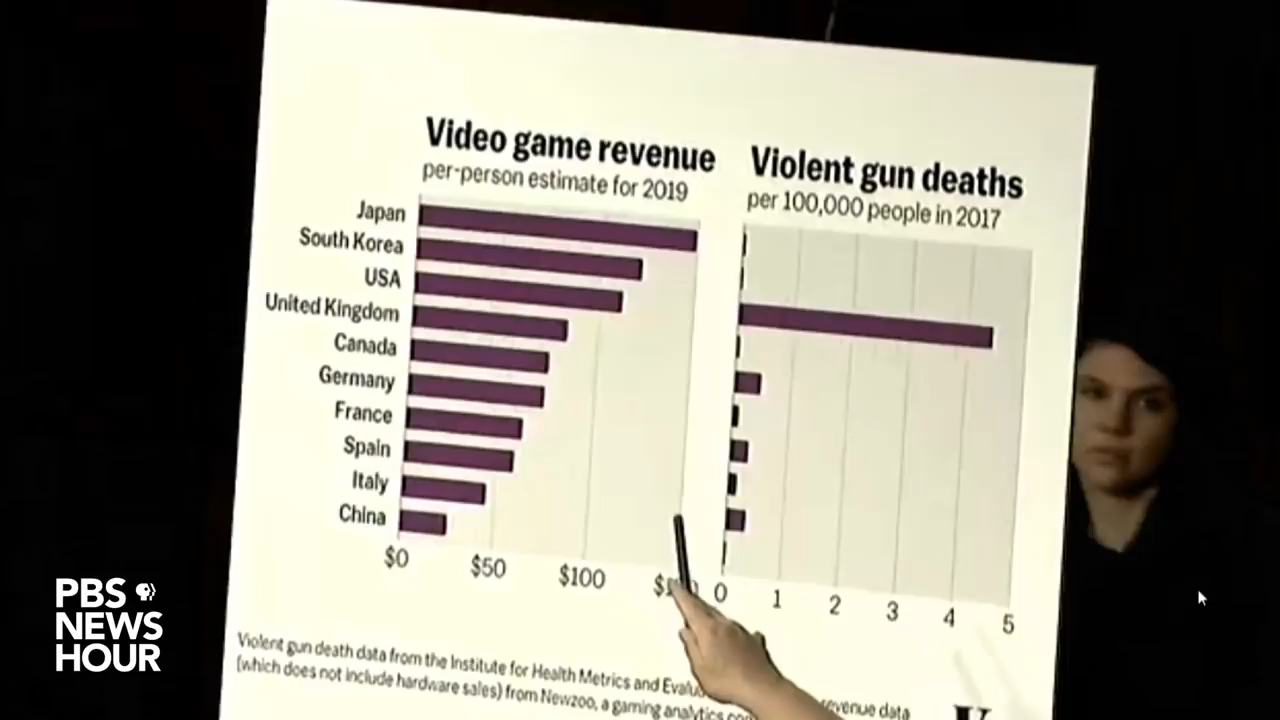 Video game revenue
per-person estimate for 2019
Violent gun deaths
per 100,000 people in 2017
Japan
South Korea
USA
United Kingdom
Canada
Germany
France
Spain
Italy
China
$0 $50 $100
0 1 2 3 4 5
Violent gun death data from the Institute for Health Metrics and
(which does not include hardware sales) from Newzoo, a gaming analytics
revenue data
PBS
NEWS
HOUR